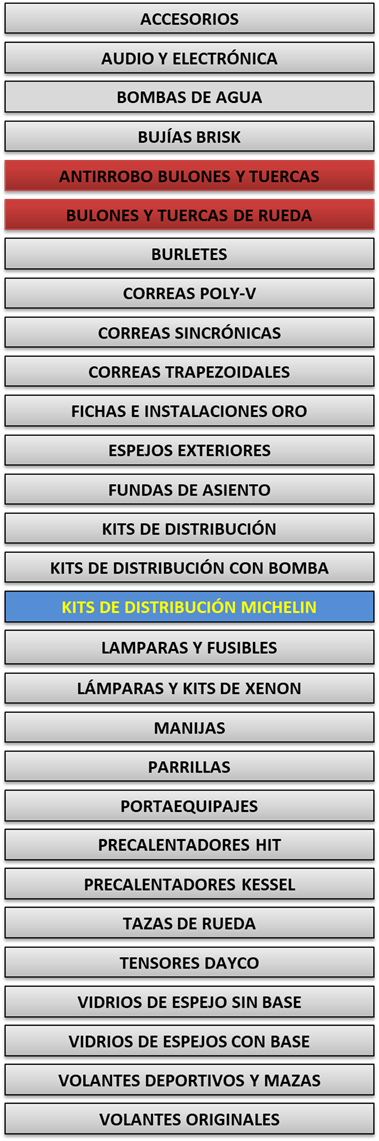 ACCESORIOS
AUDIO Y ELECTRÓNICA
BOMBAS DE AGUA
BUJÍAS BRISK
ANTIRROBO BULONES Y TUERCAS
BULONES Y TUERCAS DE RUEDA
BURLETES
CORREAS POLY-V
CORREAS SINCRÓNICAS
CORREAS TRAPEZOIDALES
FICHAS E INSTALACIONES ORO
ESPEJOS EXTERIORES
FUNDAS DE ASIENTO
KITS DE DISTRIBUCIÓN
KITS DE DISTRIBUCIÓN CON BOMBA
KITS DE DISTRIBUCIÓN MICHELIN
LAMPARAS Y FUSIBLES
LÁMPARAS Y KITS DE XENON
MANIJAS
PARRILLAS
PORTAEQUIPAJES
PRECALENTADORES HIT
PRECALENTADORES KESSEL
TAZAS DE RUEDA
TENSORES DAYCO
VIDRIOS DE ESPEJO SIN BASE
VIDRIOS DE ESPEJOS CON BASE
VOLANTES DEPORTIVOS Y MAZAS
VOLANTES ORIGINALES